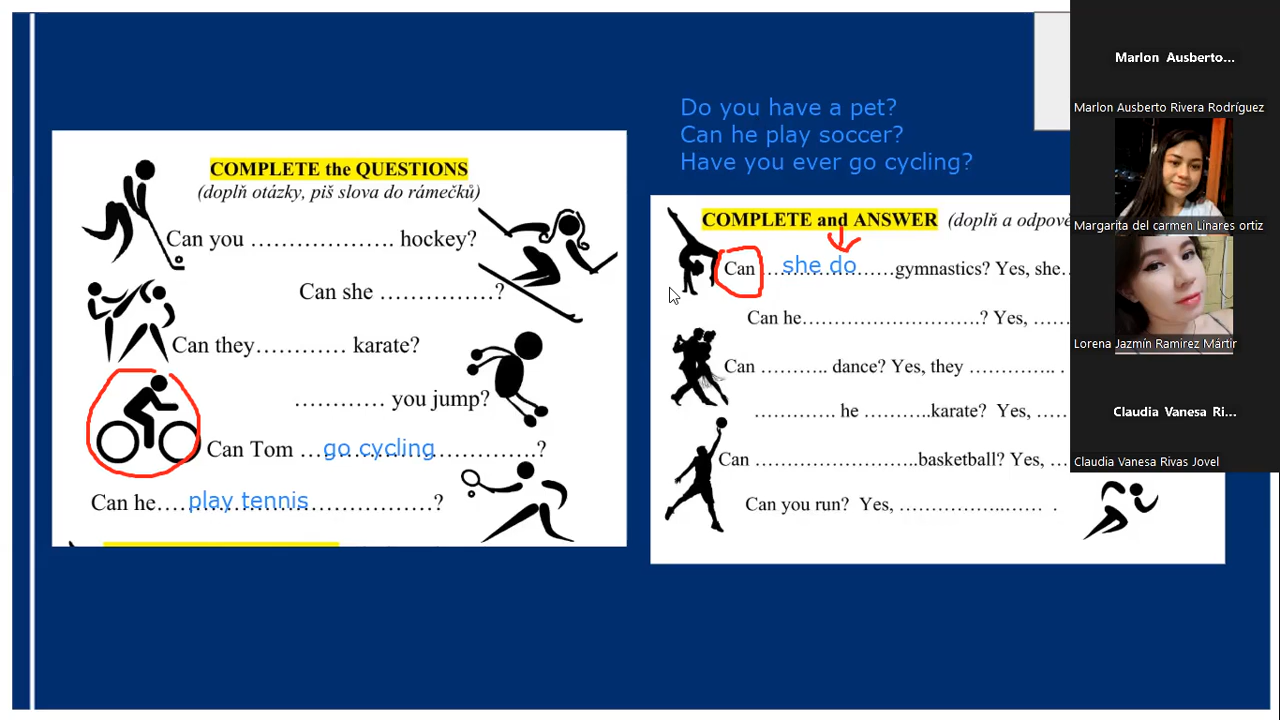 Do you have a pet?
Can he play soccer?
Have you ever go cycling?
COMPLETE the QUESTIONS
(doplň otázky, piš slova do rámečků)
Can you …………………. hockey?
Can she ……………..?
Can they………… karate?
………… you jump?
Can Tom …go cycling……………?
Can he….play tennis………………?
COMPLETE and ANSWER (doplň a odpově
Can …she do……gymnastics? Yes, she…
Can he……………………….? Yes, ……
Can ……….. dance? Yes, they ………….. .
…………. he ……….karate? Yes, ……
Can ……………………..basketball? Yes, …
Can you run? Yes, ……………..…… .
Marlon Ausberto...
Marlon Ausberto Rivera Rodríguez
Margarita del carmen Linares ortiz
Lorena Jazmín Ramírez Mártir
Claudia Vanesa Ri...
Claudia Vanesa Rivas Jovel